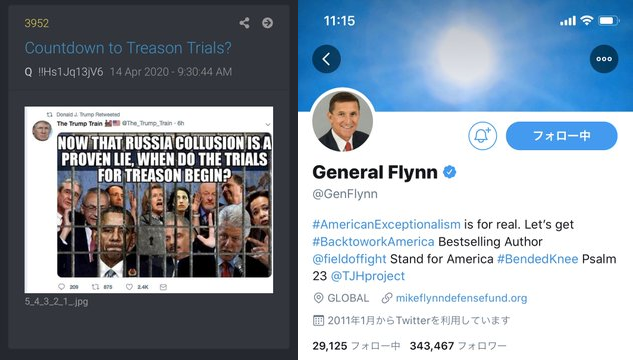 3952
Countdown to Treason Trials?
Q !!Hs1Jq13jV6 14 Apr 2020 - 9:30:44 AM
Donald J. Trump Retweeted
The Trump Train @The_Trump_Train · 6h
NOW THAT RUSSIA COLLUSION IS A
PROVEN LIE, WHEN DO THE TRIALS
FOR TREASON BEGIN?
209 875 2.4K
5_4_3_2_1_.jpg
11:15
フォロー中
General Flynn
@GenFlynn
#AmericanExceptionalism is for real. Let's get
#BacktoworkAmerica Bestselling Author
@fieldoffight Stand for America #BendedKnee Psalm
23 @TJHproject
GLOBAL mikeflynndefensefund.org
2011年1月からTwitterを利用しています
29,125 フォロー中 343,467 フォロワー